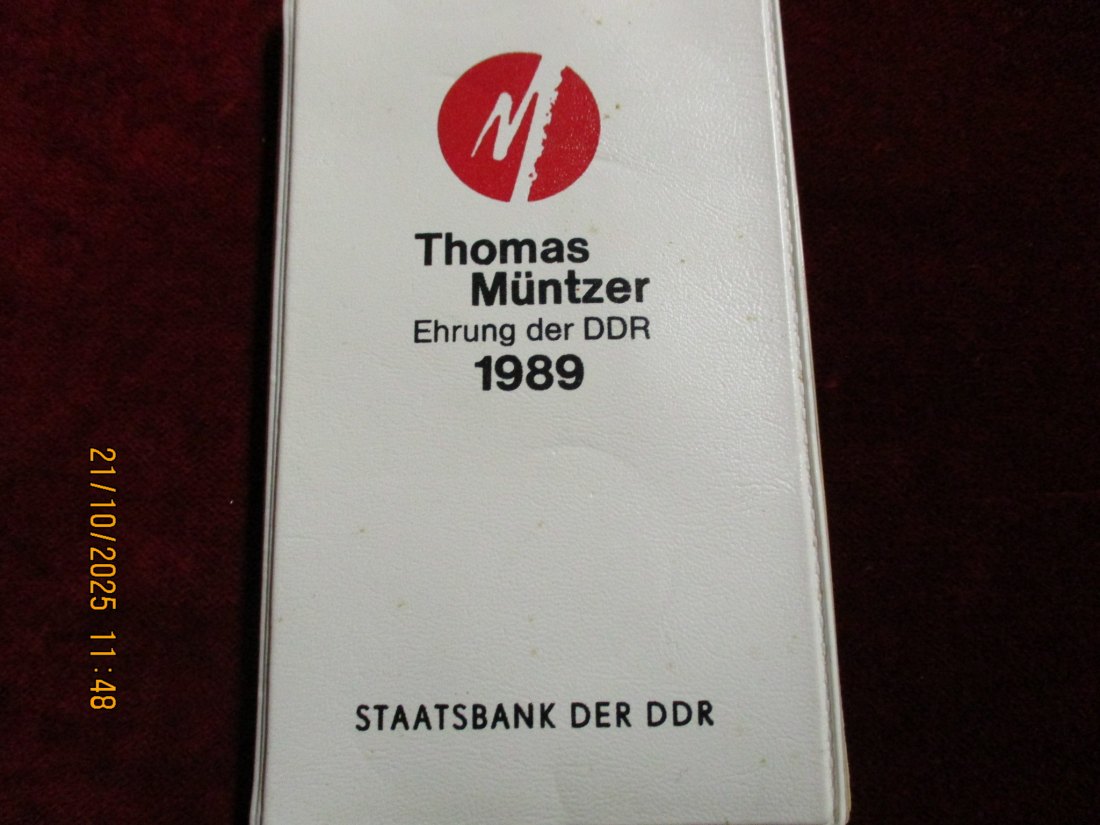 M
Thomas
Müntzer
Ehrung der DDR
1989
STAATSBANK DER DDR
21/10/2025 11:48